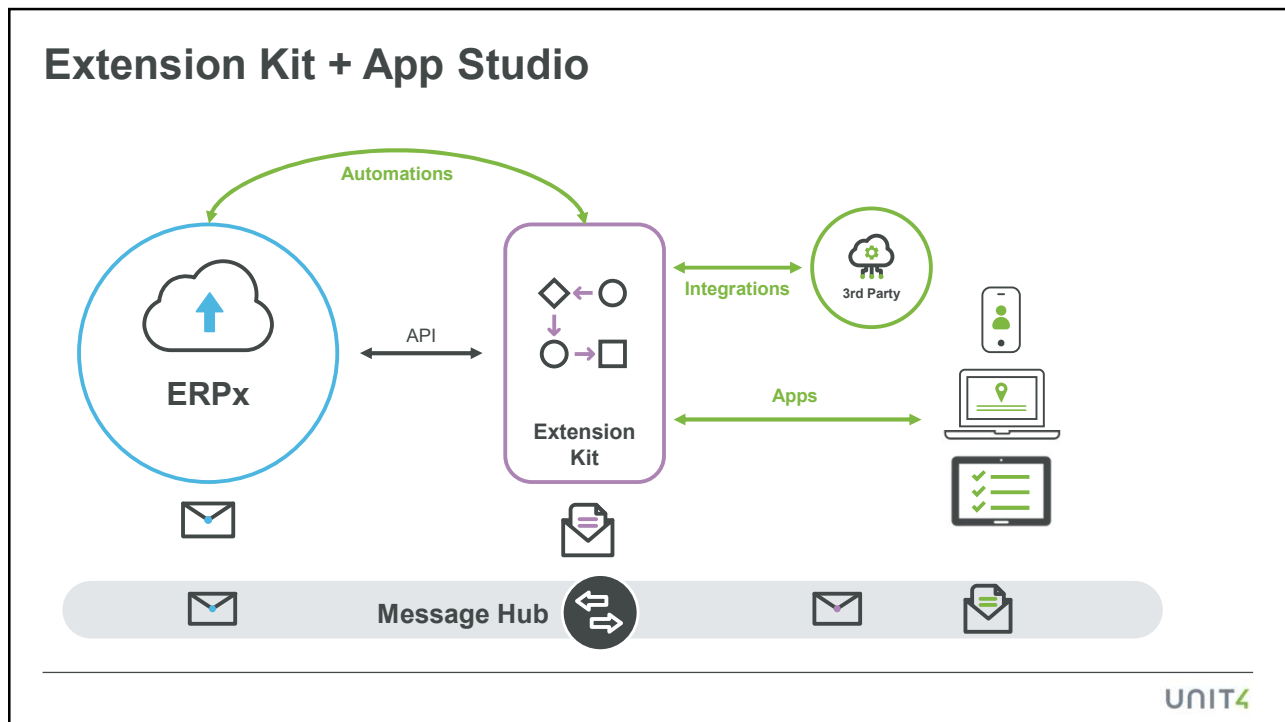 Extension Kit + App Studio
Automations
Integrations
3rd Party
API
ERPx
Apps
Extension
Kit
Message Hub
UNIT4